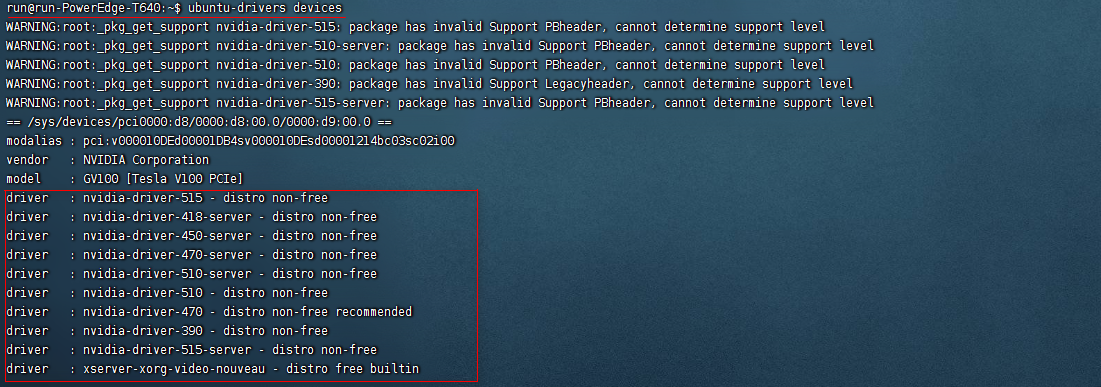 run@run-PowerEdge-T640:~$ ubuntu-drivers devices
WARNING:root:_pkg_get_support nvidia-driver-515: package has invalid Support PBheader, cannot determine support level
WARNING:root:_pkg_get_support nvidia-driver-510-server: package has invalid Support PBheader, cannot determine support level
WARNING:root:_pkg_get_support nvidia-driver-510: package has invalid Support PBheader, cannot determine support level
WARNING:root:_pkg_get_support nvidia-driver-390: package has invalid Support Legacyheader, cannot determine support level
WARNING:root:_pkg_get_support nvidia-driver-515-server: package has invalid Support PBheader, cannot determine support level
== /sys/devices/pci0000:d8/0000:d8:00.0/0000:d9:00.0 ==
modalias : pci:v000010DEd00001DB4sv000010DEsd00001214bc03sc02i00
vendor   : NVIDIA Corporation
model    : GV100 [Tesla V100 PCIe]
driver   : nvidia-driver-515 - distro non-free
driver   : nvidia-driver-418-server - distro non-free
driver   : nvidia-driver-450-server - distro non-free
driver   : nvidia-driver-470-server - distro non-free
driver   : nvidia-driver-510-server - distro non-free
driver   : nvidia-driver-510 - distro non-free
driver   : nvidia-driver-470 - distro non-free recommended
driver   : nvidia-driver-390 - distro non-free
driver   : nvidia-driver-515-server - distro non-free
driver   : xserver-xorg-video-nouveau - distro free builtin